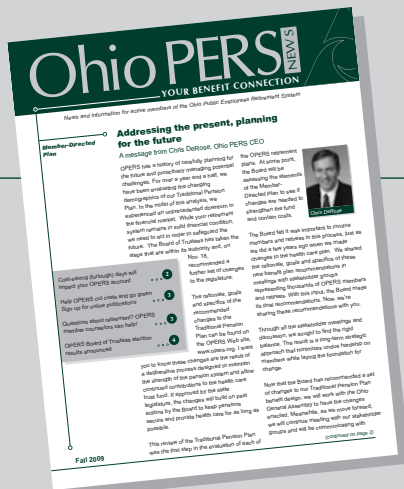 Ohio PERS
NEWS
YOUR BENEFIT CONNECTION
News and information for active members of the Ohio Public Employees Retirement System
Member-Directed
Plan
Addressing the present, planning
for the future
A message from Chris DeRose, Ohio PERS CEO
OPERS has a history of carefully planning for
the future and proactively managing potential
challenges. For over a year and a half, we
have been evaluating the changing
demographics of our Traditional Pension
Plan. In the midst of this analysis, we
experienced an unprecedented downturn in
the financial market. While your retirement
system remains in solid financial condition,
we need to act in order to safeguard the
future. The Board of Trustees has taken the
steps that are within its authority and, on
Nov. 18,
recommended a
further set of changes
to the legislature.
The rationale, goals
and specifics of the
recommended
changes to the
Traditional Pension
Plan can be found on
the OPERS Web site,
www.opers.org. I want
you to know these changes are the result of
a deliberative process designed to maintain
the strength of the pension system and allow
continued contributions to the health care
trust fund. If approved by the state
legislature, the changes will build on past
actions by the Board to keep pensions
secure and provide health care for as long as
possible.
This review of the Traditional Pension Plan
was the first step in the evaluation of each of
the OPERS retirement
plans. At some point,
the Board will be
assessing the elements
of the Member-
Directed Plan to see if
changes are needed to
strengthen the fund
and contain costs.
Chris DeRose
The Board felt it was important to involve
members and retirees in this process, just as
we did a few years ago when we made
changes to the health care plan. We shared
the rationale, goals and specifics of these
new benefit plan recommendations in
meetings with stakeholder groups
representing thousands of OPERS members
and retirees. With this input, the Board made
its final recommendations. Now, we're
sharing these recommendations with you.
Through all the stakeholder meetings and
discussion, we sought to find the rigid
balance. The result is a long-term strategic
approach that minimizes undue hardship on
members while laying the foundation for
change.
Now that the Board has recommended a set
of changes to our Traditional Pension Plan
benefit design, we will work with the Ohio
General Assembly to have the changes
enacted. Meanwhile, as we move forward,
we will continue meeting with our stakeholder
groups and will be communicating with
(continued on page 2)
Cost-saving (furlough) days will
impact your OPERS account ... 2
Help OPERS cut costs and go green
Sign up for online publications ... 3
Questions about retirement? OPERS
member counselors can help! ... 3
OPERS Board of Trustees election
results announced ... 4
Fall 2009